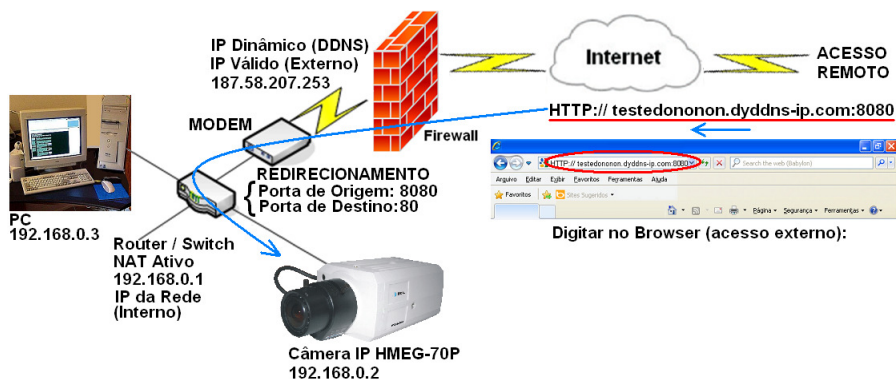 IP Dinâmico (DDNS)
IP Válido (Externo)
187.58.207.253
MODEM
Firewall
Internet
ACESSO
REMOTO
HTTP:// testedononon.dyddns-ip.com:8080
HTTP:// testedononon.dyddns-ip.com:8080
Search the web (Babylon)
Arquivo Editar Exibir Favoritos Ferramentas Ajuda
Favoritos Sites Sugeridos
Página Segurança Ferramentas
Digitar no Browser (acesso externo):
REDIRECIONAMENTO
Porta de Origem: 8080
Porta de Destino:80
PC
192.168.0.3
Router / Switch
NAT Ativo
192.168.0.1
IP da Rede
(Interno)
Câmera IP HMEG-70P
192.168.0.2